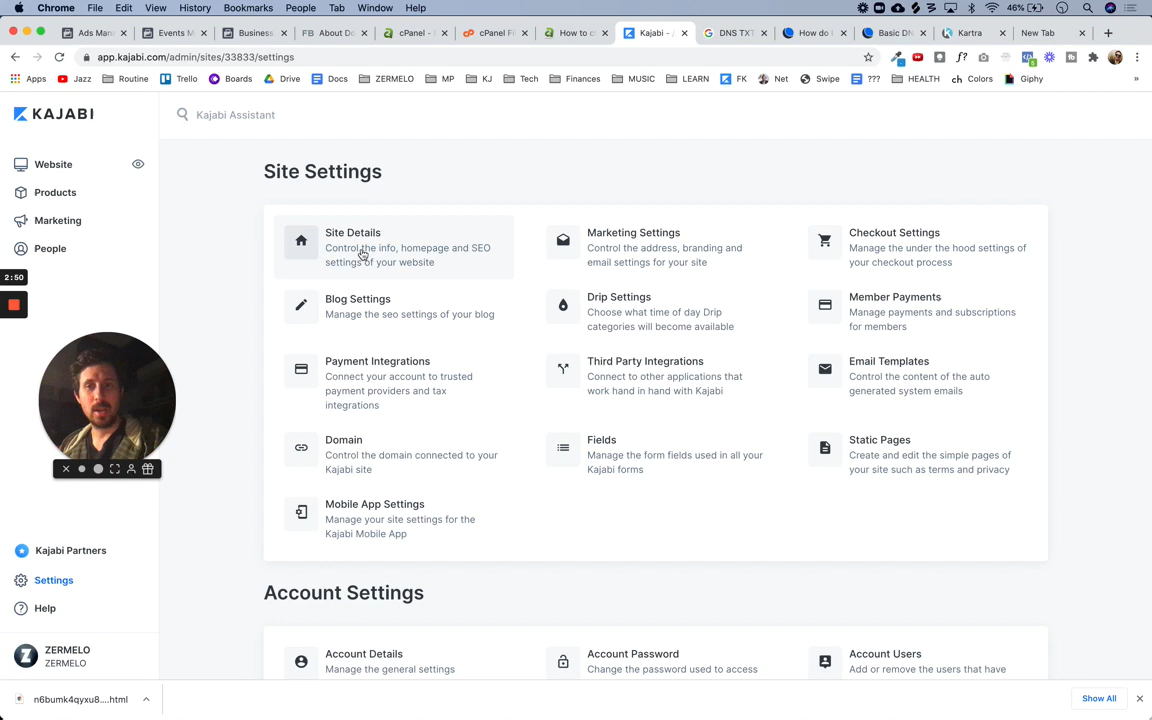 Chrome File Edit View History Bookmarks People Tab Window Help 46%
Ads Man Events M Business FB About Do cPanel - cPanel Fi How to c Kajabi - DNS TXT How do Basic DN Kartra New Tab
app.kajabi.com/admin/sites/33833/settings
Apps Jazz Routine Trello Boards Drive Docs ZERMELO MP KJ Tech Finances MUSIC LEARN FK Net Swipe ??? HEALTH ch Colors Giphy »
KAJABI
Kajabi Assistant
Website
Products
Marketing
People
2:50
Site Settings
Site Details
Control the info, homepage and SEO
settings of your website
Marketing Settings
Control the address, branding and
email settings for your site
Checkout Settings
Manage the under the hood settings of
your checkout process
Blog Settings
Manage the seo settings of your blog
Drip Settings
Choose what time of day Drip
categories will become available
Member Payments
Manage payments and subscriptions
for members
Payment Integrations
Connect your account to trusted
payment providers and tax
integrations
Third Party Integrations
Connect to other applications that
work hand in hand with Kajabi
Email Templates
Control the content of the auto
generated system emails
Domain
Control the domain connected to your
Kajabi site
Fields
Manage the form fields used in all your
Kajabi forms
Static Pages
Create and edit the simple pages of
your site such as terms and privacy
Mobile App Settings
Manage your site settings for the
Kajabi Mobile App
Kajabi Partners
Settings
Help
ZERMELO
ZERMELO
Account Settings
Account Details
Manage the general settings
Account Password
Change the password used to access
Account Users
Add or remove the users that have
n6bumk4qyxu8....html
Show All